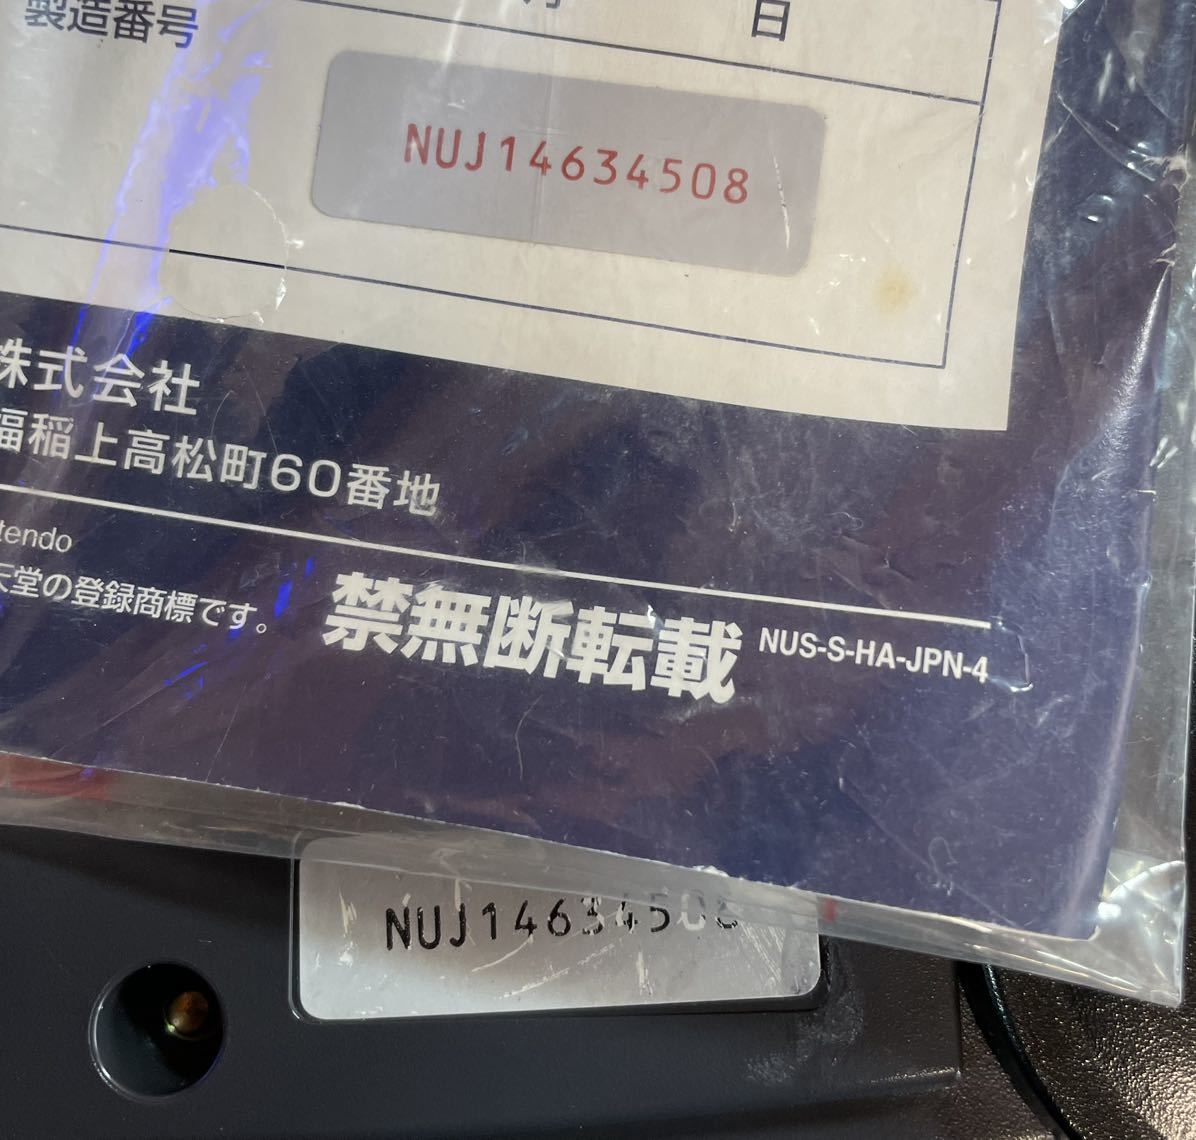 日
製造番号
NUJ14634508
株式会社
福稲上高松町60番地
tendo
天堂の登録商標です。
禁無断転載
NUS-S-HA-JPN-4
NUJ14634508